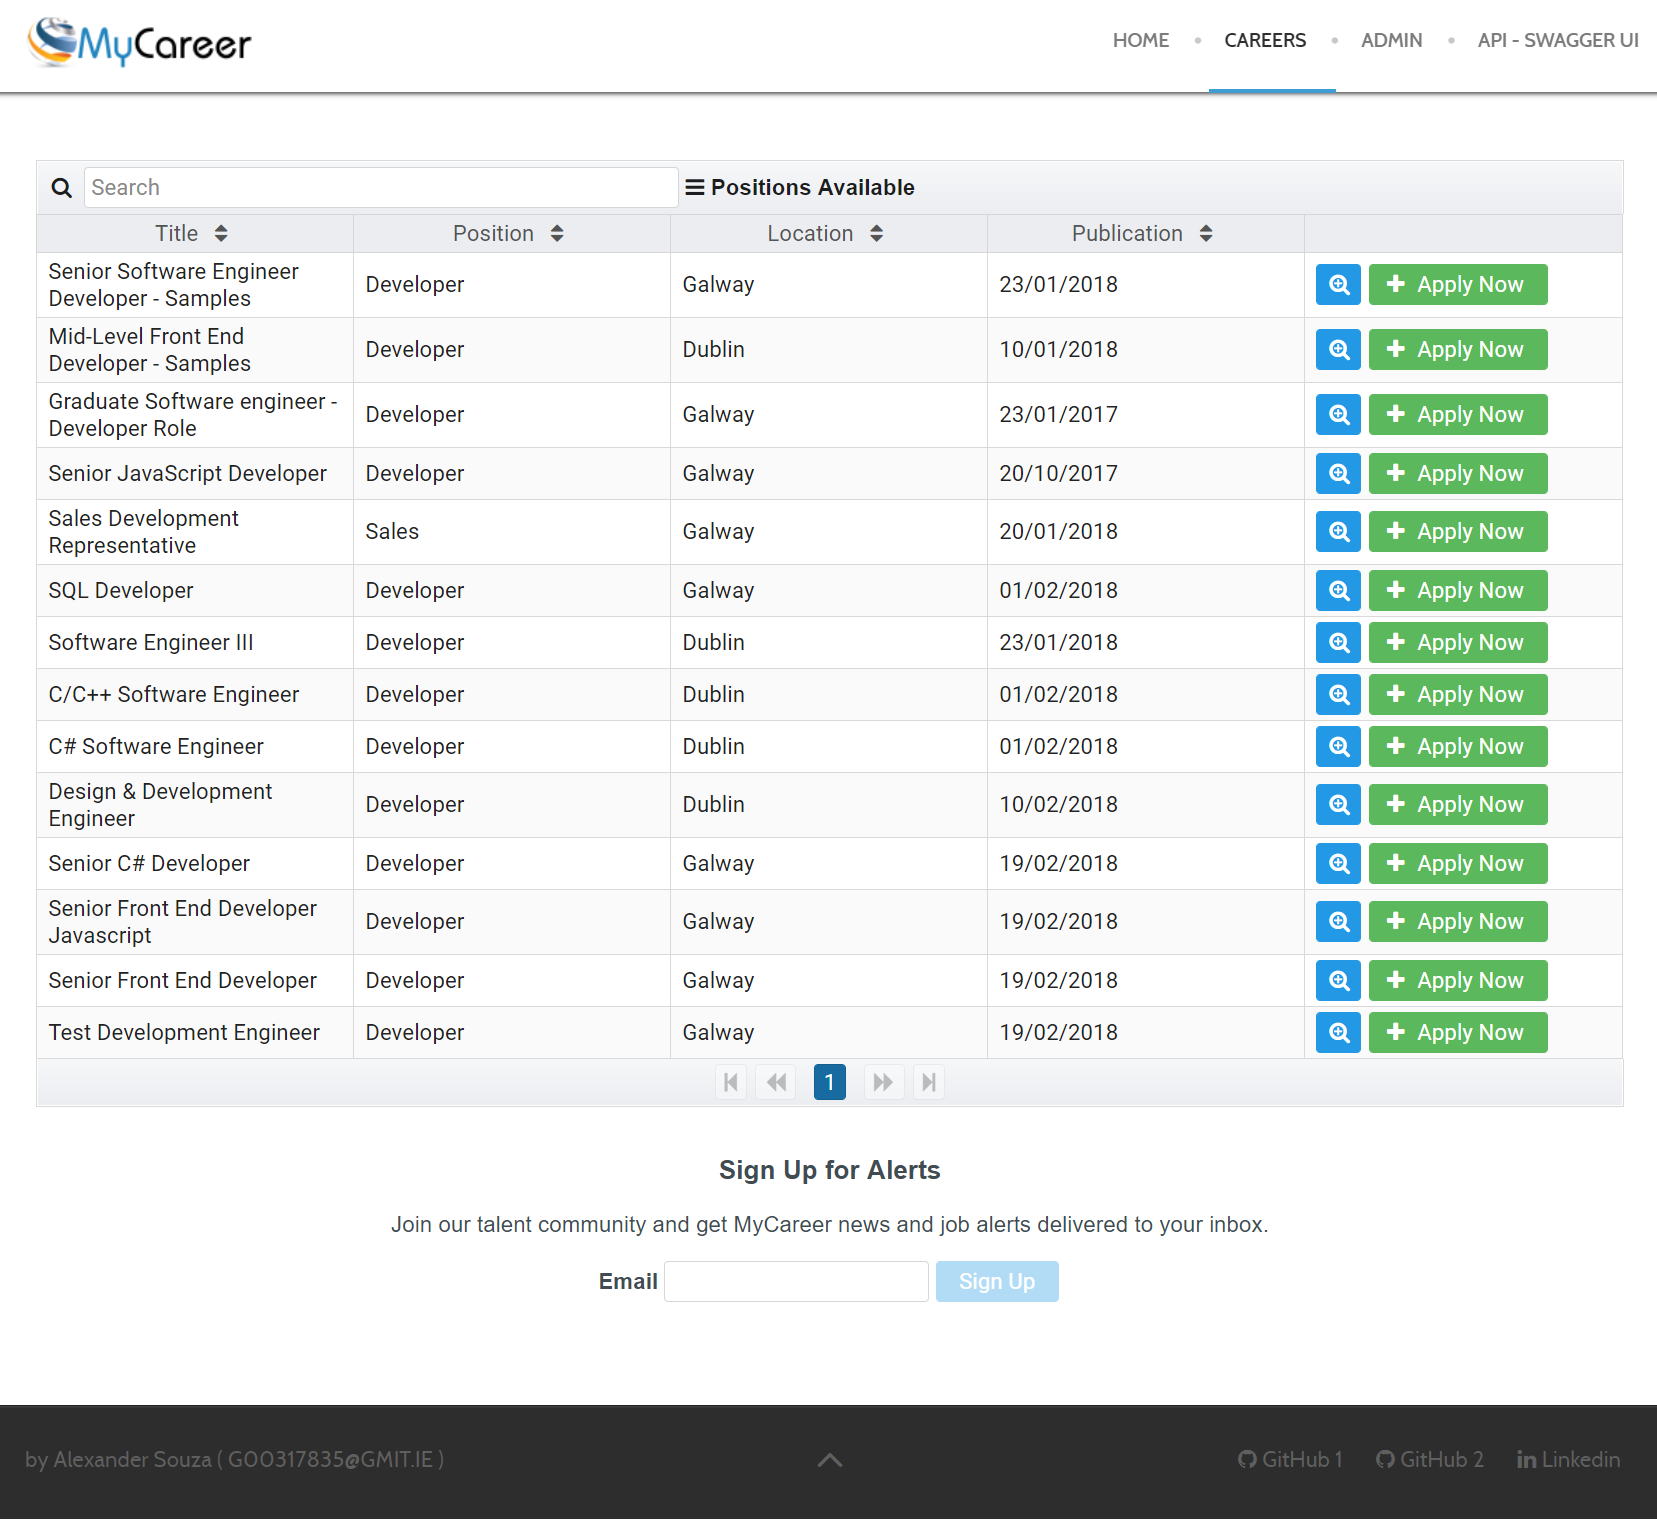 MyCareer
HOME • CAREERS • ADMIN • API - SWAGGER UI
Search
Positions Available
Title Position Location Publication
Senior Software Engineer
Developer - Samples
Developer Galway 23/01/2018 Apply Now
Mid-Level Front End
Developer - Samples
Developer Dublin 10/01/2018 Apply Now
Graduate Software engineer -
Developer Role
Developer Galway 23/01/2017 Apply Now
Senior JavaScript Developer Developer Galway 20/10/2017 Apply Now
Sales Development
Representative
Sales Galway 20/01/2018 Apply Now
SQL Developer Developer Galway 01/02/2018 Apply Now
Software Engineer III Developer Dublin 23/01/2018 Apply Now
C/C++ Software Engineer Developer Dublin 01/02/2018 Apply Now
C# Software Engineer Developer Dublin 01/02/2018 Apply Now
Design & Development
Engineer
Developer Dublin 10/02/2018 Apply Now
Senior C# Developer Developer Galway 19/02/2018 Apply Now
Senior Front End Developer
Javascript
Developer Galway 19/02/2018 Apply Now
Senior Front End Developer Developer Galway 19/02/2018 Apply Now
Test Development Engineer Developer Galway 19/02/2018 Apply Now
1
Sign Up for Alerts
Join our talent community and get MyCareer news and job alerts delivered to your inbox.
Email Sign Up
by Alexander Souza ( G00317835@GMIT.IE )
GitHub 1 GitHub 2 Linkedin